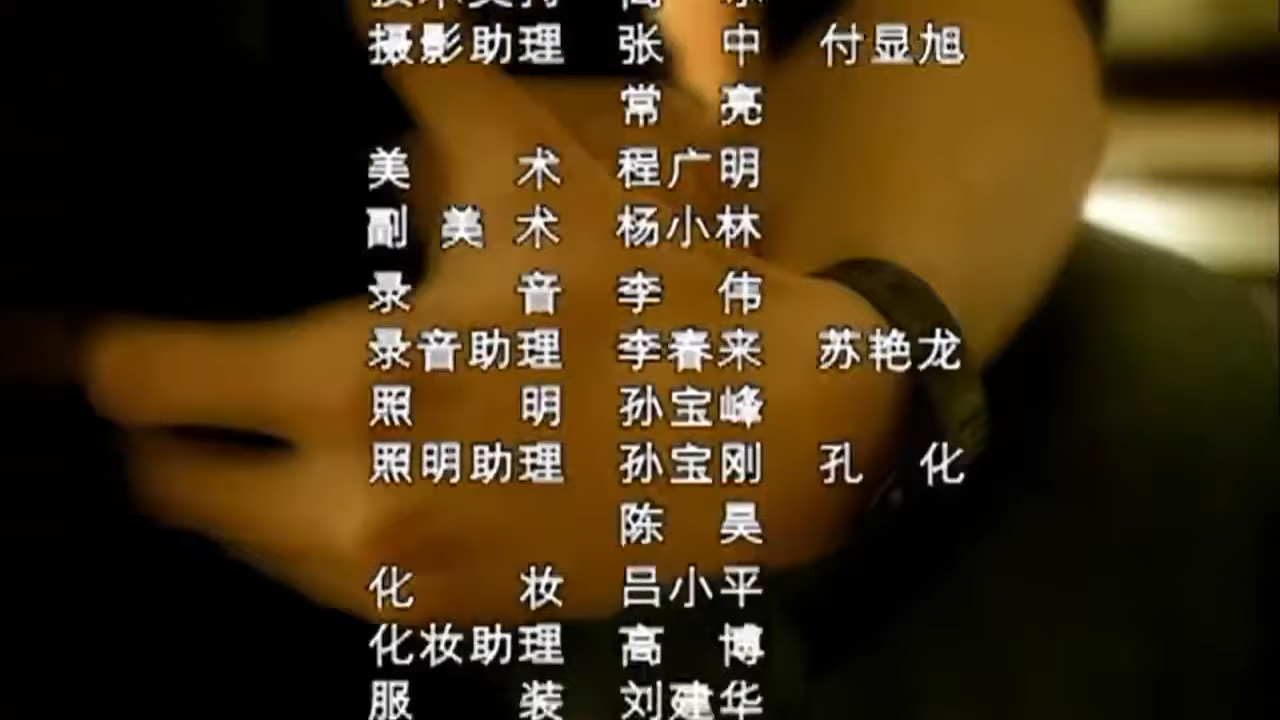 摄影助理 张中 付显旭
常亮
美术 程广明
副美术 杨小林
录音 李伟
录音助理 李春来 苏艳龙
照明 孙宝峰
照明助理 孙宝刚 孔化
陈昊
化妆 吕小平
化妆助理 高博
服装 刘建华